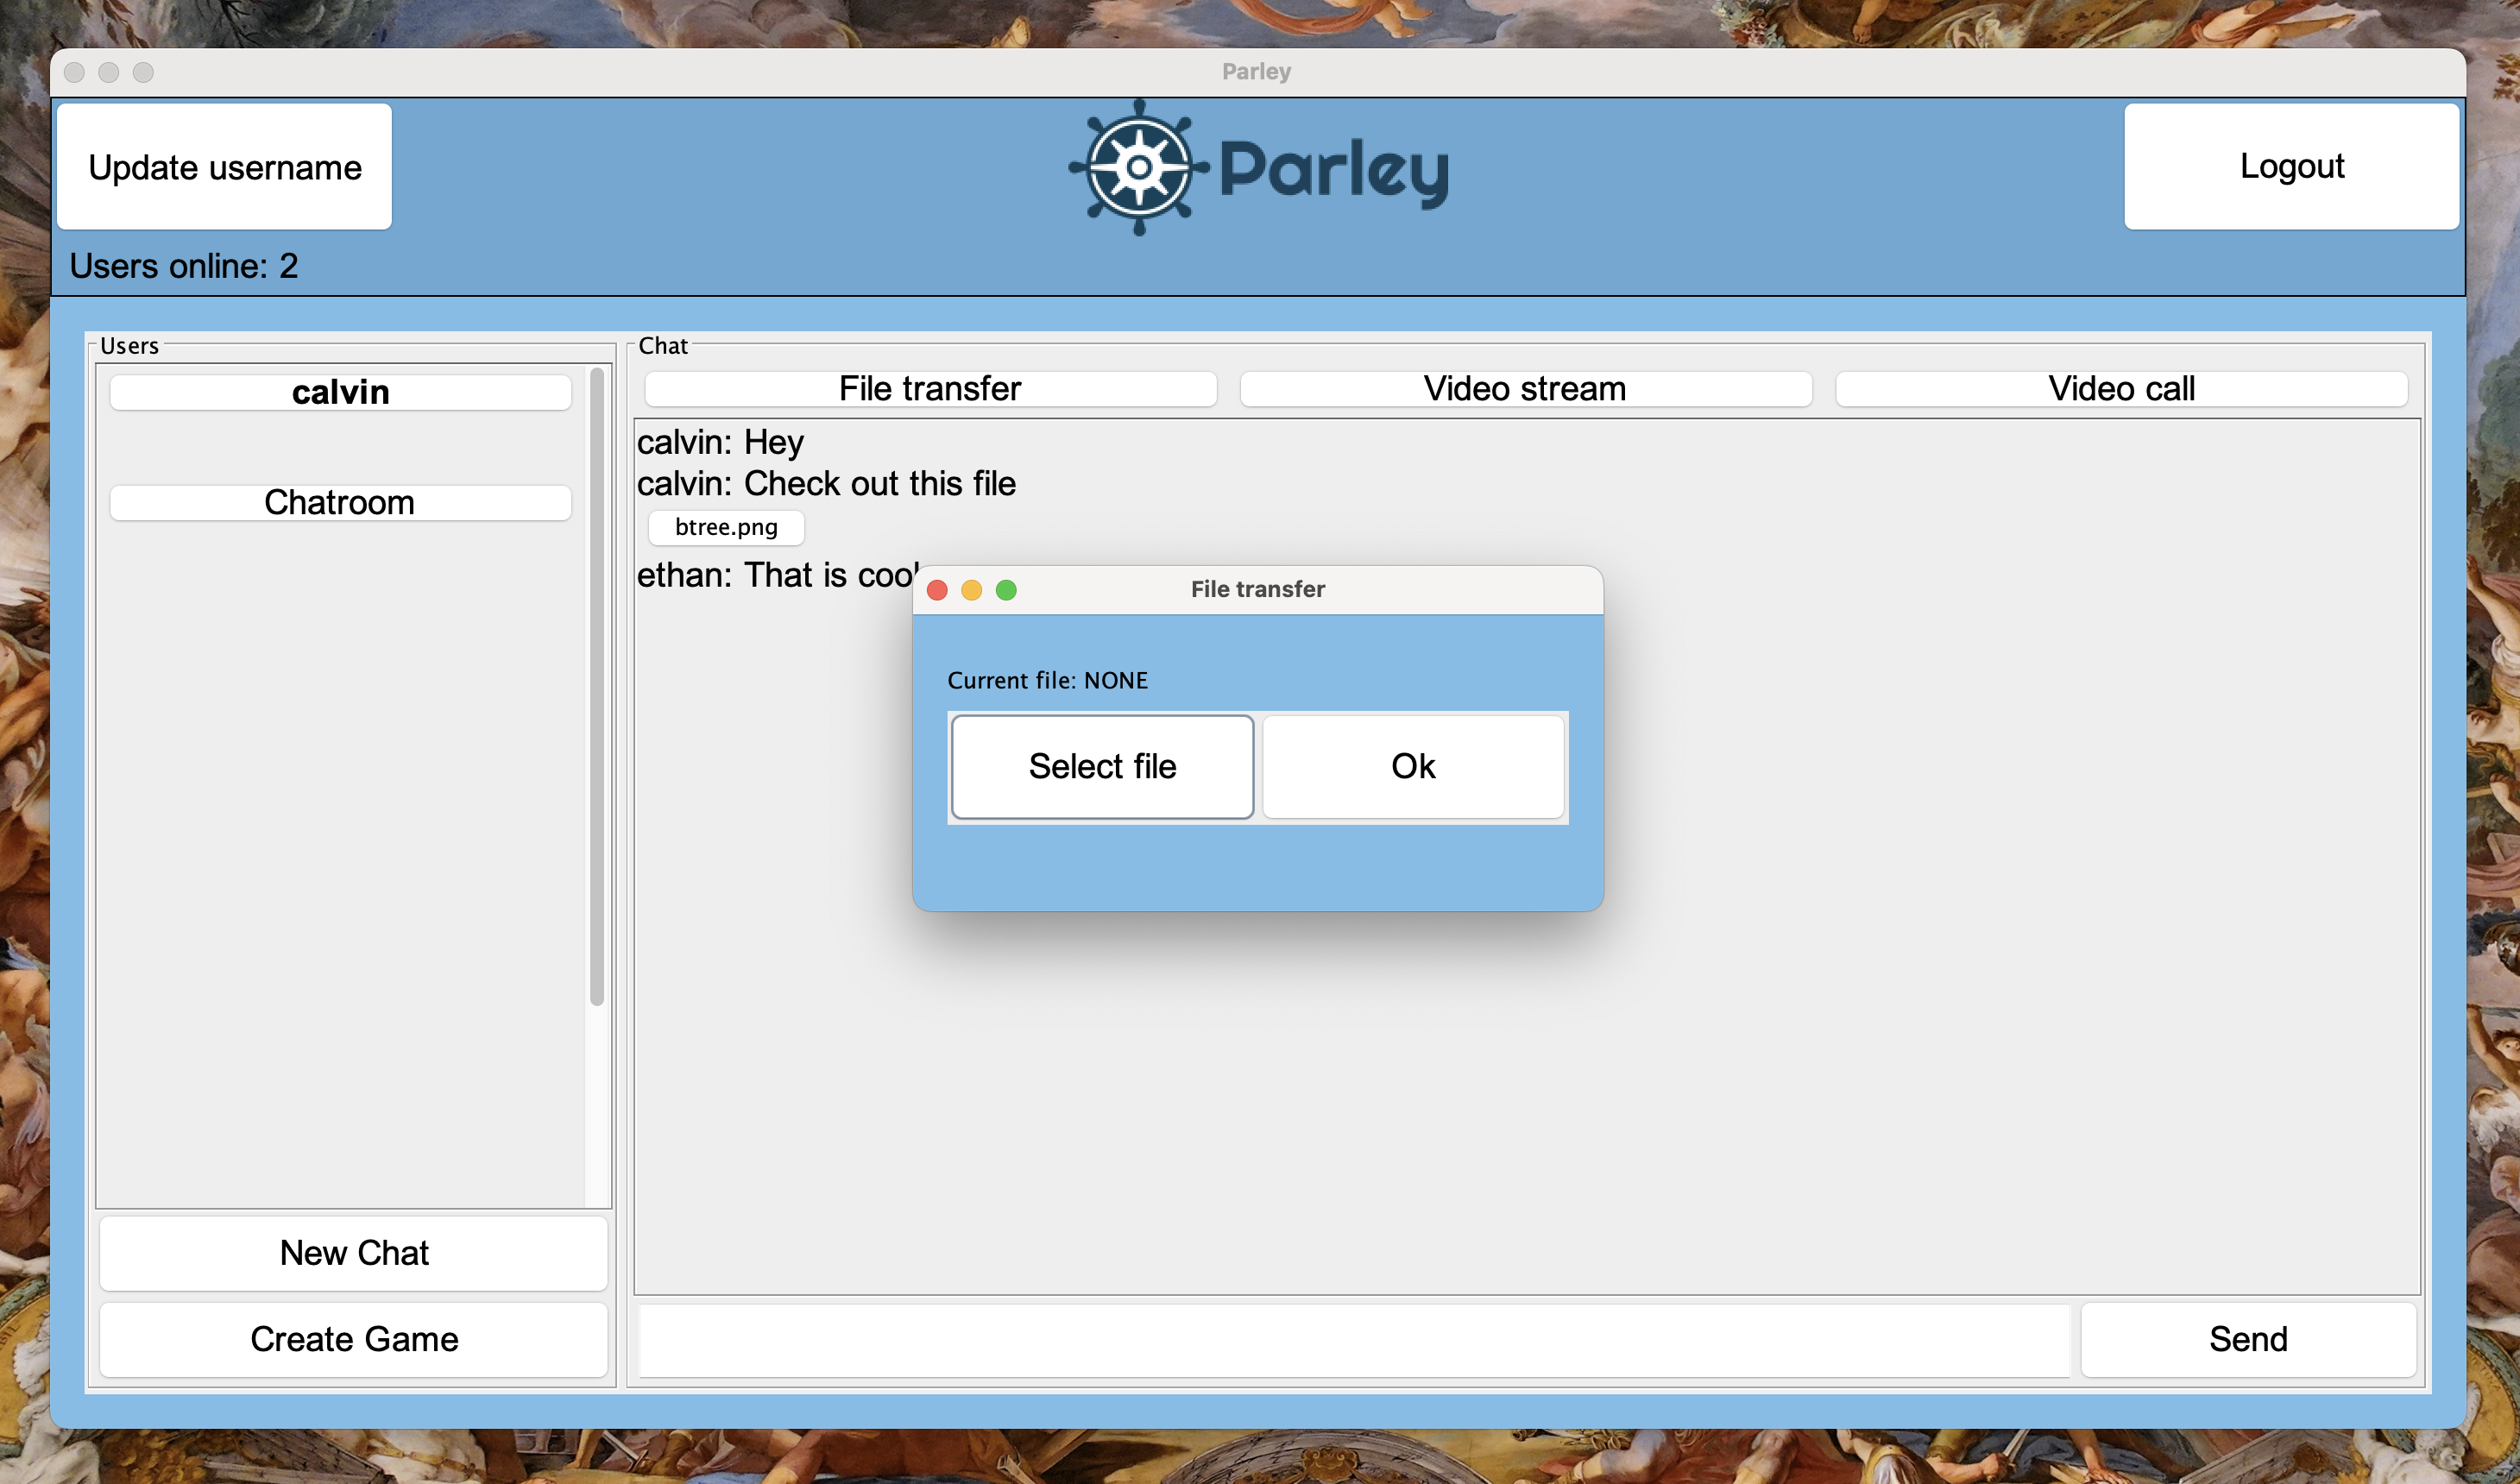 Parley
Update username
Parley
Logout
Users online: 2
Users
calvin
Chatroom
New Chat
Create Game
Chat
File transfer
Video stream
Video call
calvin: Hey
calvin: Check out this file
btree.png
ethan: That is cool
File transfer
Current file: NONE
Select file
Ok
Send